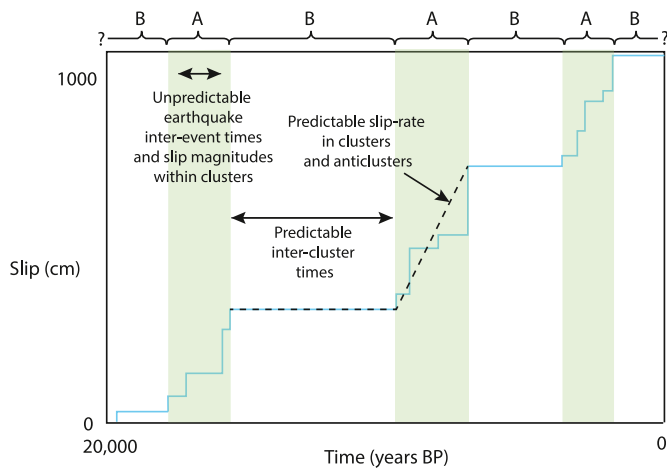 B A B A B A B
? ?
1000
Unpredictable
earthquake
inter-event times
and slip magnitudes
within clusters
Predictable slip-rate
in clusters
and anticlusters
Predictable
inter-cluster
times
Slip (cm)
0
20,000
Time (years BP)
0